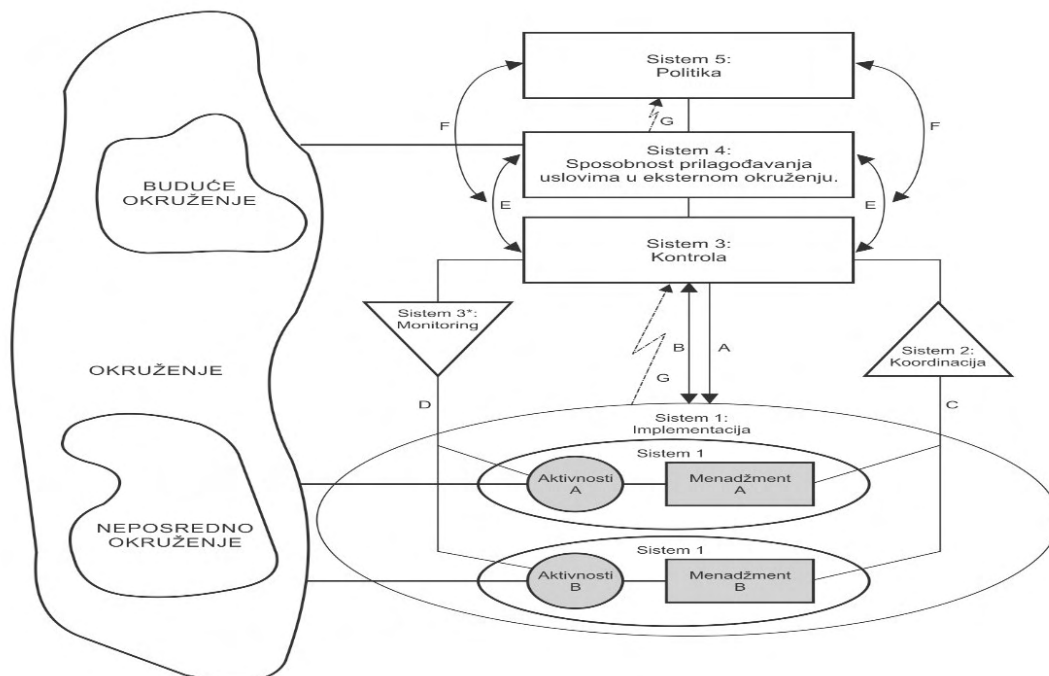 Sistem 5:
Politika
F
G
F
Sistem 4:
Sposobnost prilagođavanja
uslovima u eksternom okruženju.
BUDUĆE
OKRUŽENJE
E
E
Sistem 3:
Kontrola
Sistem 3*:
Monitoring
B
A
Sistem 2:
Koordinacija
OKRUŽENJE
G
D
C
Sistem 1:
Implementacija
Sistem 1
Aktivnosti
A
Menadžment
A
NEPOSREDNO
OKRUŽENJE
Sistem 1
Aktivnosti
B
Menadžment
B